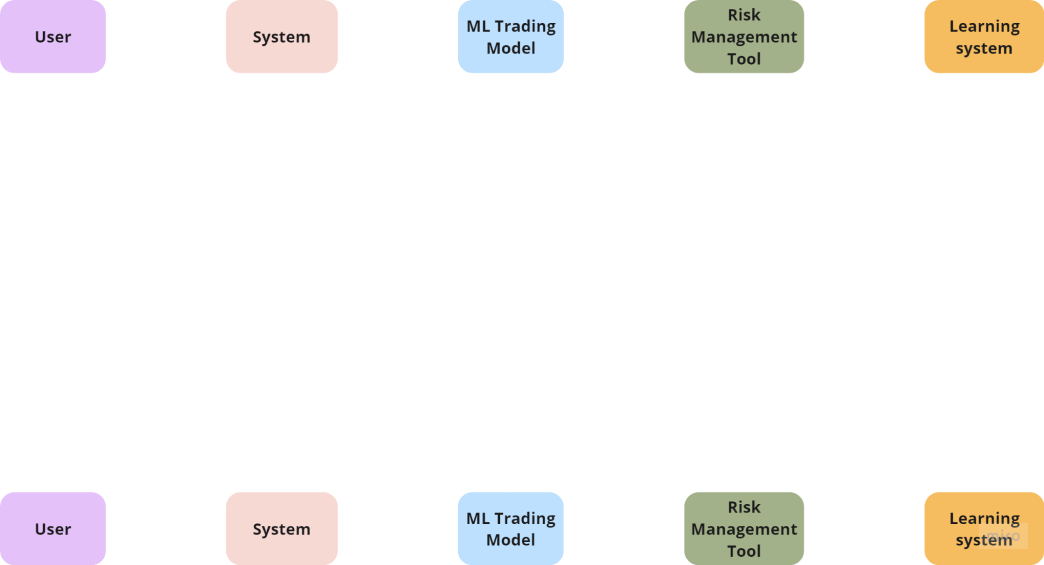 User
System
ML Trading
Model
Risk
Management
Tool
Learning
system
User
System
ML Trading
Model
Risk
Management
Tool
Learning
system
miro